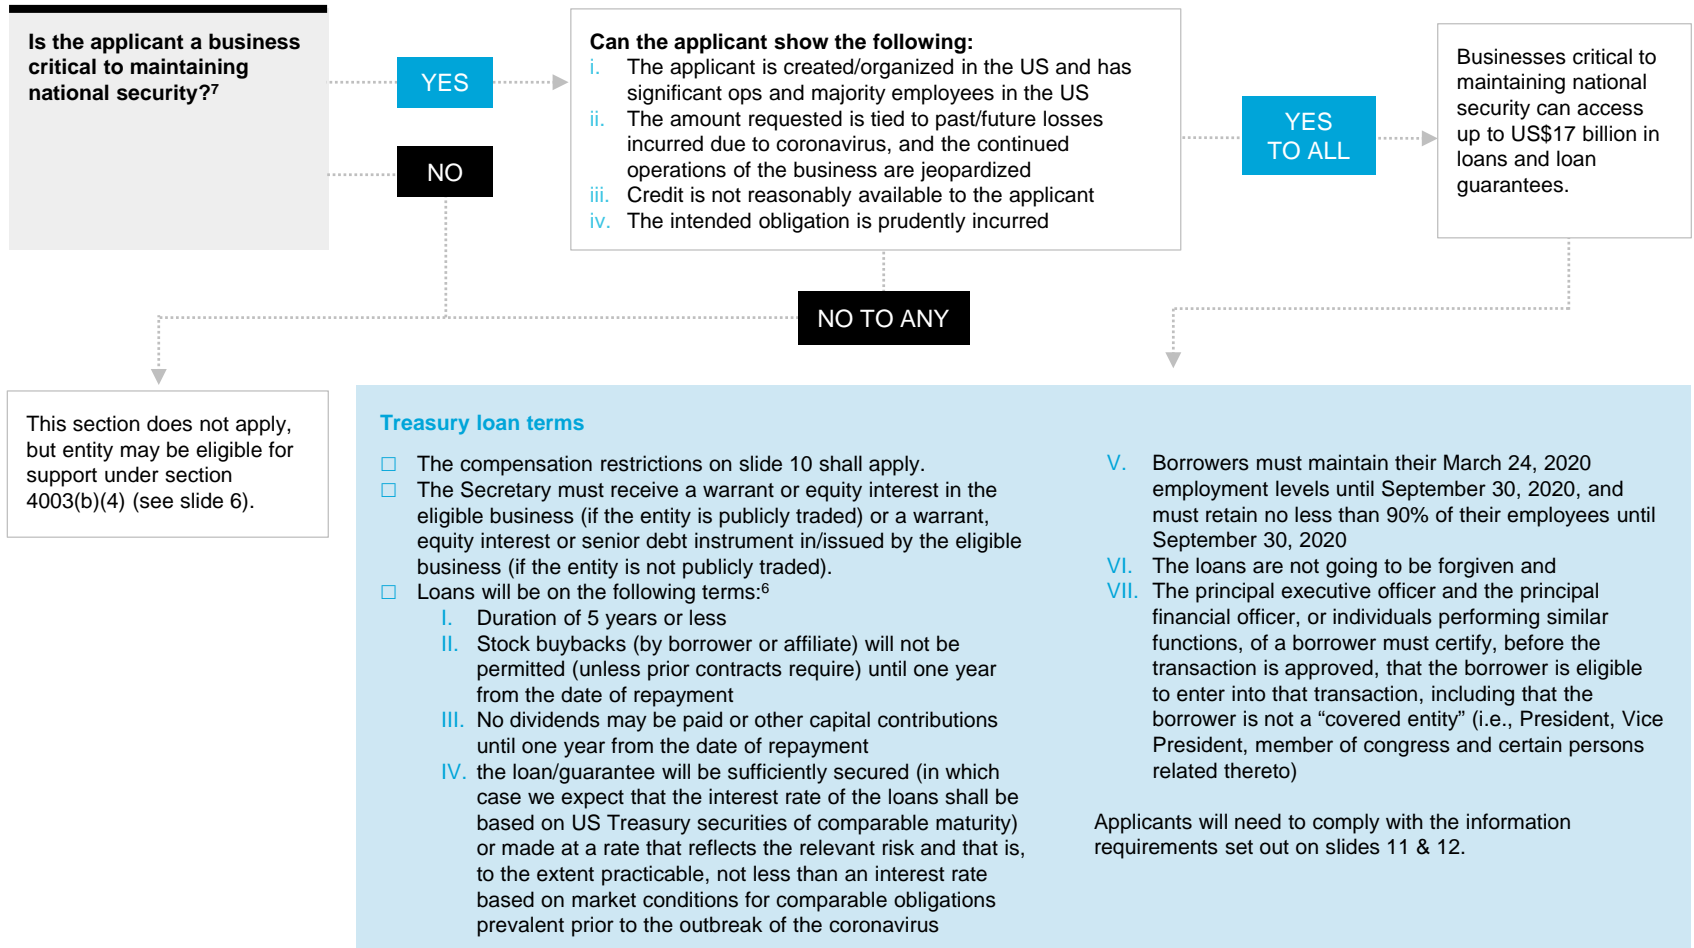 Is the applicant a business
critical to maintaining
national security?⁷
YES
NO
Can the applicant show the following:
i. The applicant is created/organized in the US and has
significant ops and majority employees in the US
ii. The amount requested is tied to past/future losses
incurred due to coronavirus, and the continued
operations of the business are jeopardized
iii. Credit is not reasonably available to the applicant
iv. The intended obligation is prudently incurred
YES
TO ALL
Businesses critical to
maintaining national
security can access
up to US$17 billion in
loans and loan
guarantees.
NO TO ANY
This section does not apply,
but entity may be eligible for
support under section
4003(b)(4) (see slide 6).
Treasury loan terms
□ The compensation restrictions on slide 10 shall apply.
□ The Secretary must receive a warrant or equity interest in the
eligible business (if the entity is publicly traded) or a warrant,
equity interest or senior debt instrument in/issued by the eligible
business (if the entity is not publicly traded).
□ Loans will be on the following terms:⁶
I. Duration of 5 years or less
II. Stock buybacks (by borrower or affiliate) will not be
permitted (unless prior contracts require) until one year
from the date of repayment
III. No dividends may be paid or other capital contributions
until one year from the date of repayment
IV. the loan/guarantee will be sufficiently secured (in which
case we expect that the interest rate of the loans shall be
based on US Treasury securities of comparable maturity)
or made at a rate that reflects the relevant risk and that is,
to the extent practicable, not less than an interest rate
based on market conditions for comparable obligations
prevalent prior to the outbreak of the coronavirus
V. Borrowers must maintain their March 24, 2020
employment levels until September 30, 2020, and
must retain no less than 90% of their employees until
September 30, 2020
VI. The loans are not going to be forgiven and
VII. The principal executive officer and the principal
financial officer, or individuals performing similar
functions, of a borrower must certify, before the
transaction is approved, that the borrower is eligible
to enter into that transaction, including that the
borrower is not a “covered entity” (i.e., President, Vice
President, member of congress and certain persons
related thereto)
Applicants will need to comply with the information
requirements set out on slides 11 & 12.